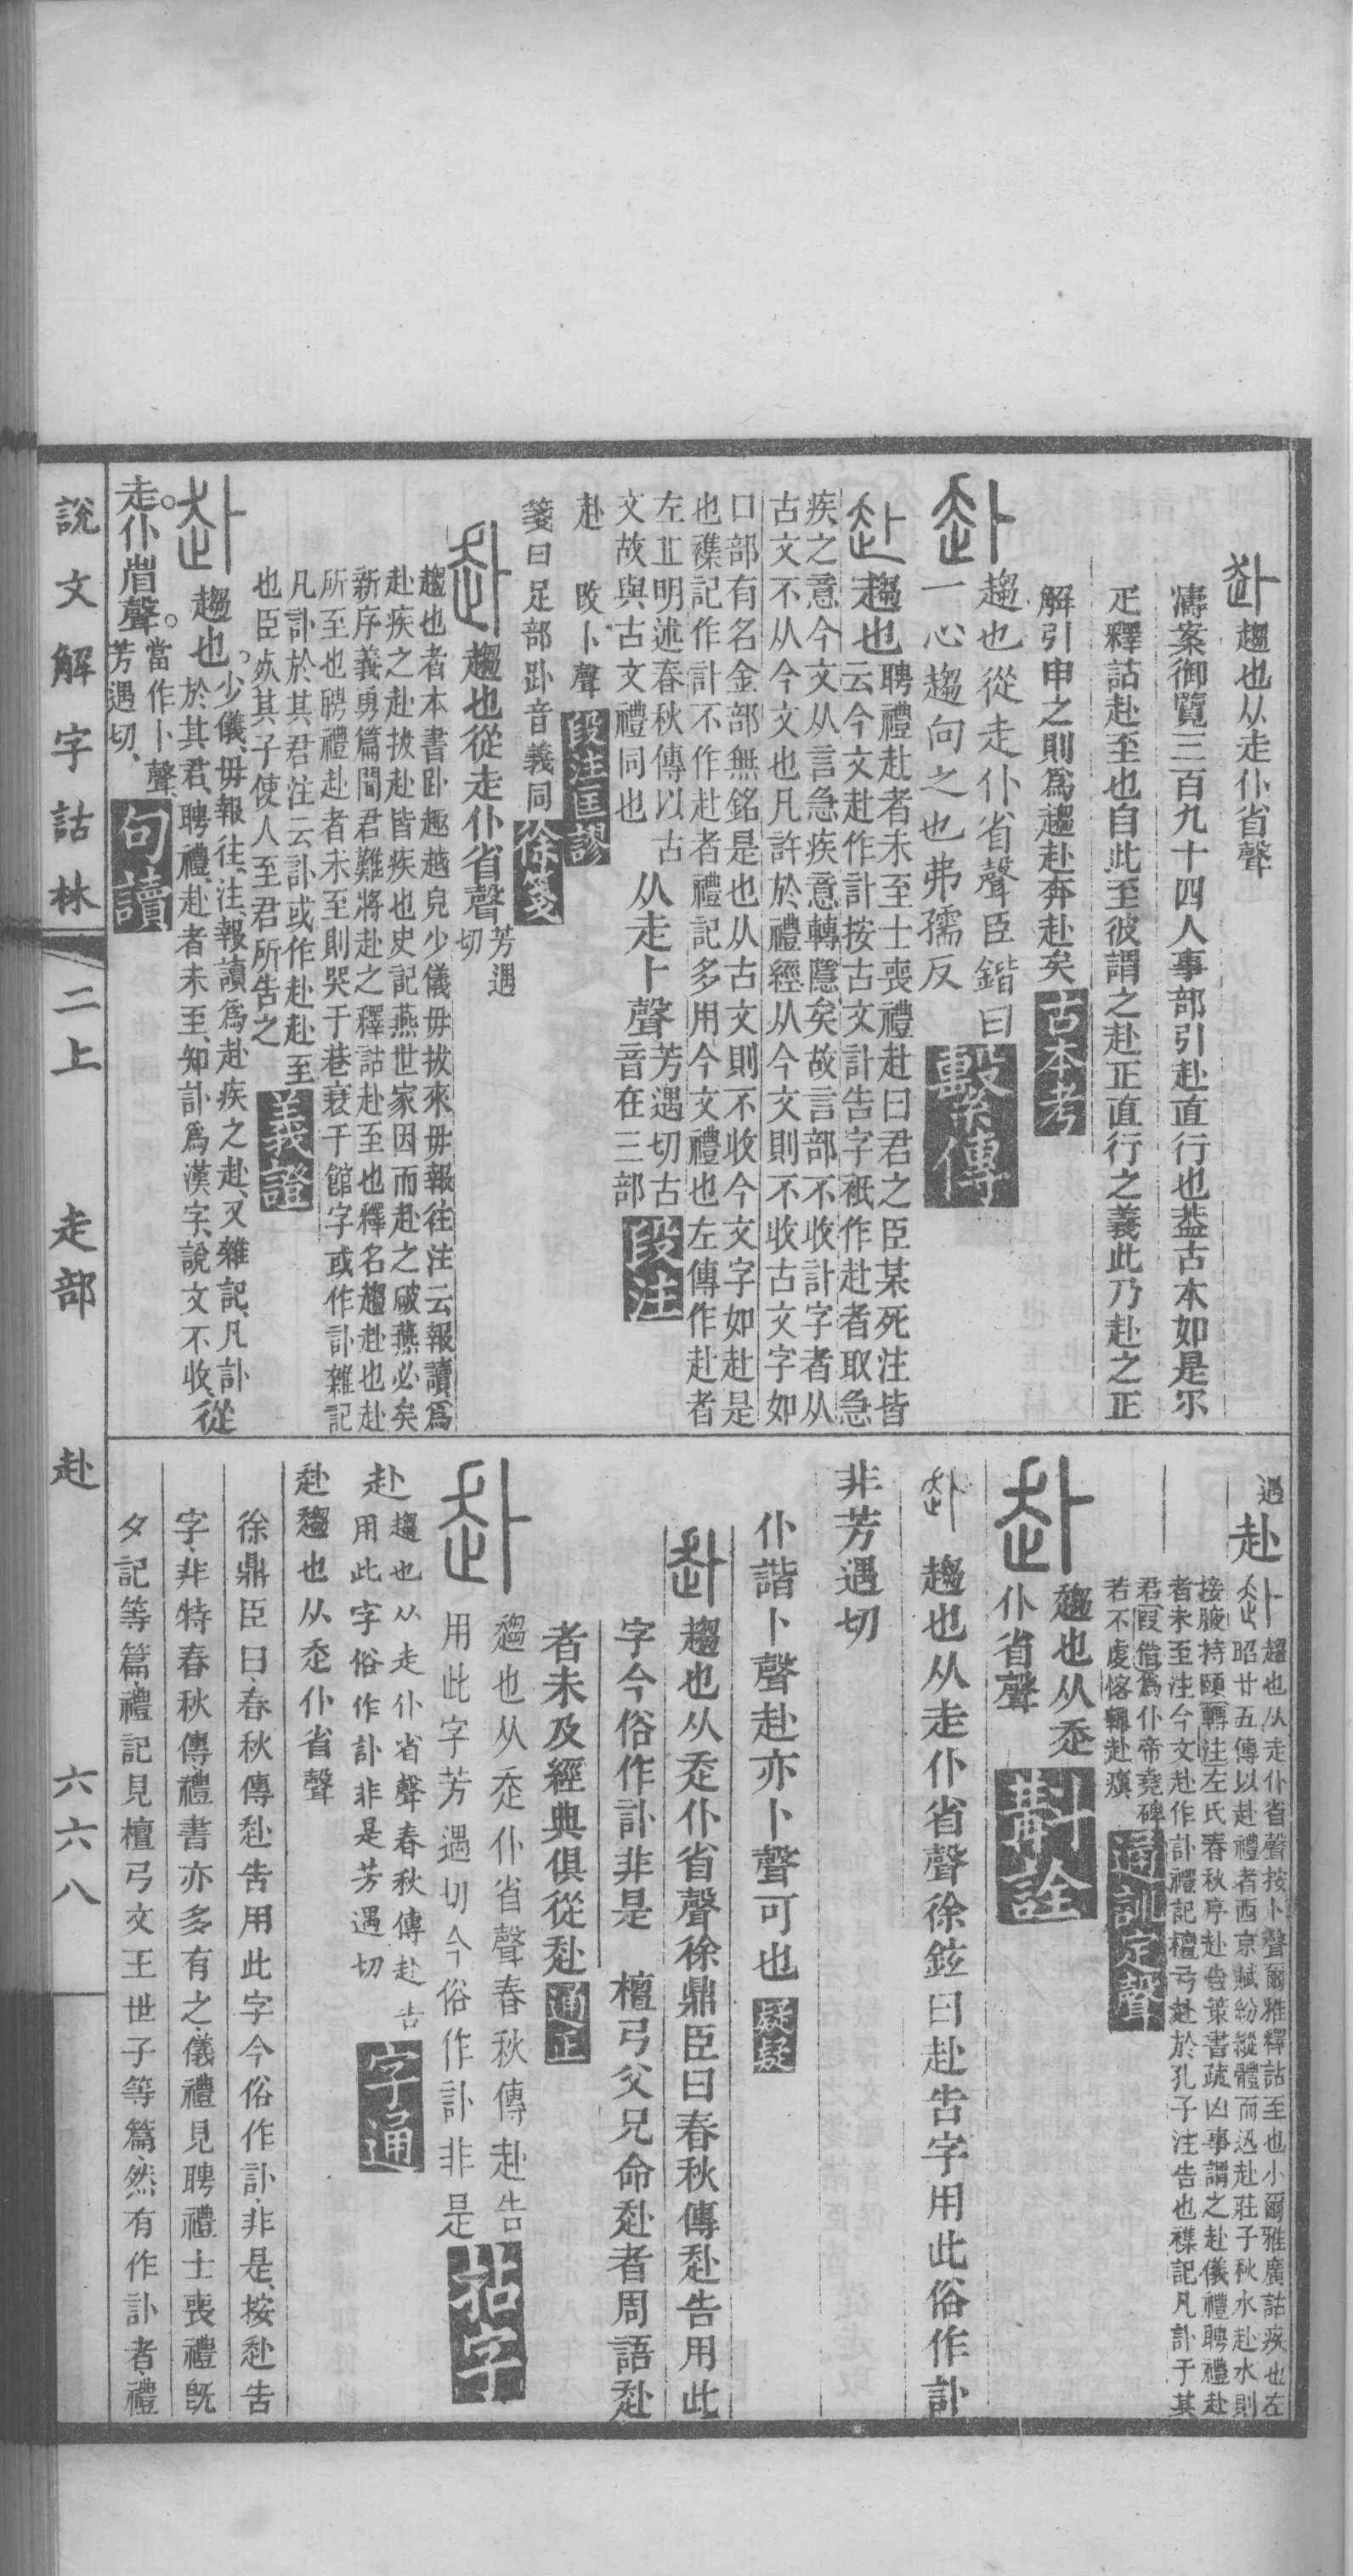 赴趨也从走仆省聲
濤案御覽三百九十四人事部引赴直行也葢古本如是尒
疋釋詁赴至也自此至彼謂之赴正直行之義此乃赴之正
解引申之則爲趨赴奔赴矣古本考
趨也從走仆省聲臣鍇曰
一心趨向之也弗孺反繫傳
赴趨也
聘禮赴者未至士喪禮赴曰君之臣某死注皆
云今文赴作訃按古文訃告字祇作赴者取急
疾之意今文从言急疾意轉隱矣故言部不收訃字者从
古文不从今文也凡許於禮經从今文則不收古文字如
口部有名金部無銘是也从古文則不收今文字如赴是
也襍記作訃不作赴者禮記多用今文禮也左傳作赴者
左丘明述春秋傳以古
文故與古文禮同也
从走卜聲
芳遇切古
音在三部
段注
赴 改卜聲段注匡謬
箋曰足部趴音義同徐箋
赴趨也從走仆省聲芳遇切
趨也者本書趴趣越皃少儀毋拔來毋報往注云報讀爲
赴疾之赴拔赴皆疾也史記燕世家因而赴之破燕必矣
新序義勇篇聞君難將赴之釋詁赴至也釋名趨赴也赴
所至也聘禮赴者未至則哭于巷衰于館字或作訃雜記
凡訃於其君注云訃或作赴赴至
也臣死其子使人至君所告之義證
赴趨也。
少儀、毋報往、注、報讀爲赴疾之赴、又雜記、凡訃
於其君、聘禮、赴者未至、知訃爲漢字、說文不收、
從
走。仆省聲。
當作卜聲、
芳遇切、
句讀
說文解字詁林 二上 走部 赴 六六八
遇
赴
赴趨也从走仆省聲按卜聲爾雅釋詁至也小爾雅廣詁疾也左
昭廿五傳以赴禮者西京賦紛縱體而迅赴莊子秋水赴水則
接腋持頤轉注左氏春秋序赴告策書疏凶事謂之赴儀禮聘禮赴
者未至注今文赴作訃禮記檀弓赴於孔子注告也襍記凡訃于其
君叚借爲仆帝堯碑
若不虔恪輒赴瘨通訓定聲
赴
趨也从走
仆省聲
斠詮
赴 趨也从走仆省聲徐鉉曰赴告字用此俗作訃
非芳遇切
仆諧卜聲赴亦卜聲可也疑疑
赴趨也从走仆省聲徐鼎臣曰春秋傳赴告用此
字今俗作訃非是 檀弓父兄命赴者周語赴
者未及經典俱從赴通正
赴
趨也从走仆省聲春秋傳赴告
用此字芳遇切今俗作訃非是
拈字
赴
趨也从走仆省聲春秋傳赴告
用此字俗作訃非是芳遇切
字通
赴趨也从走仆省聲
徐鼎臣曰春秋傳赴告用此字今俗作訃、非是、按赴告
字、非特春秋傳、禮書亦多有之、儀禮見聘禮士喪禮旣
夕記等篇、禮記見檀弓文王世子等篇、然有作訃者、禮